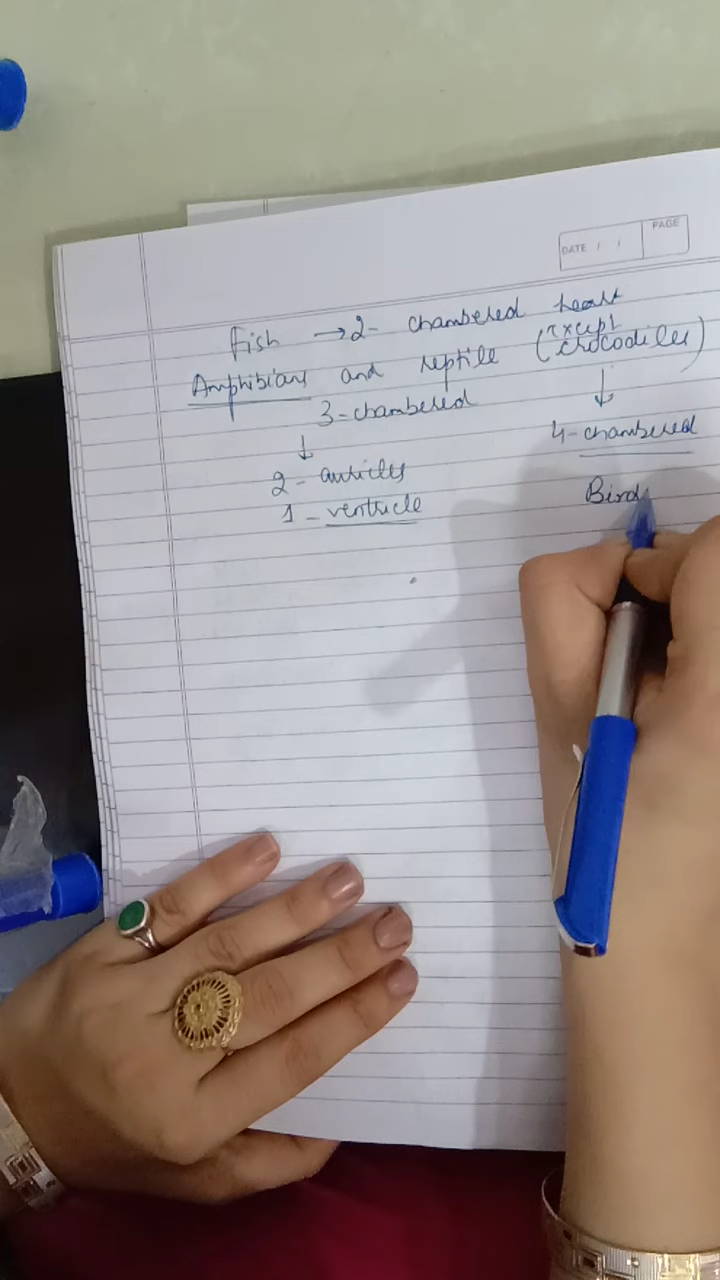 DATE / / PAGE
fish → 2- chambered heart
Amphibians and reptile (except crocodiles)
3-chambered ↓
↓ 4-chambered
2 - auricles
1 - ventricle Birds